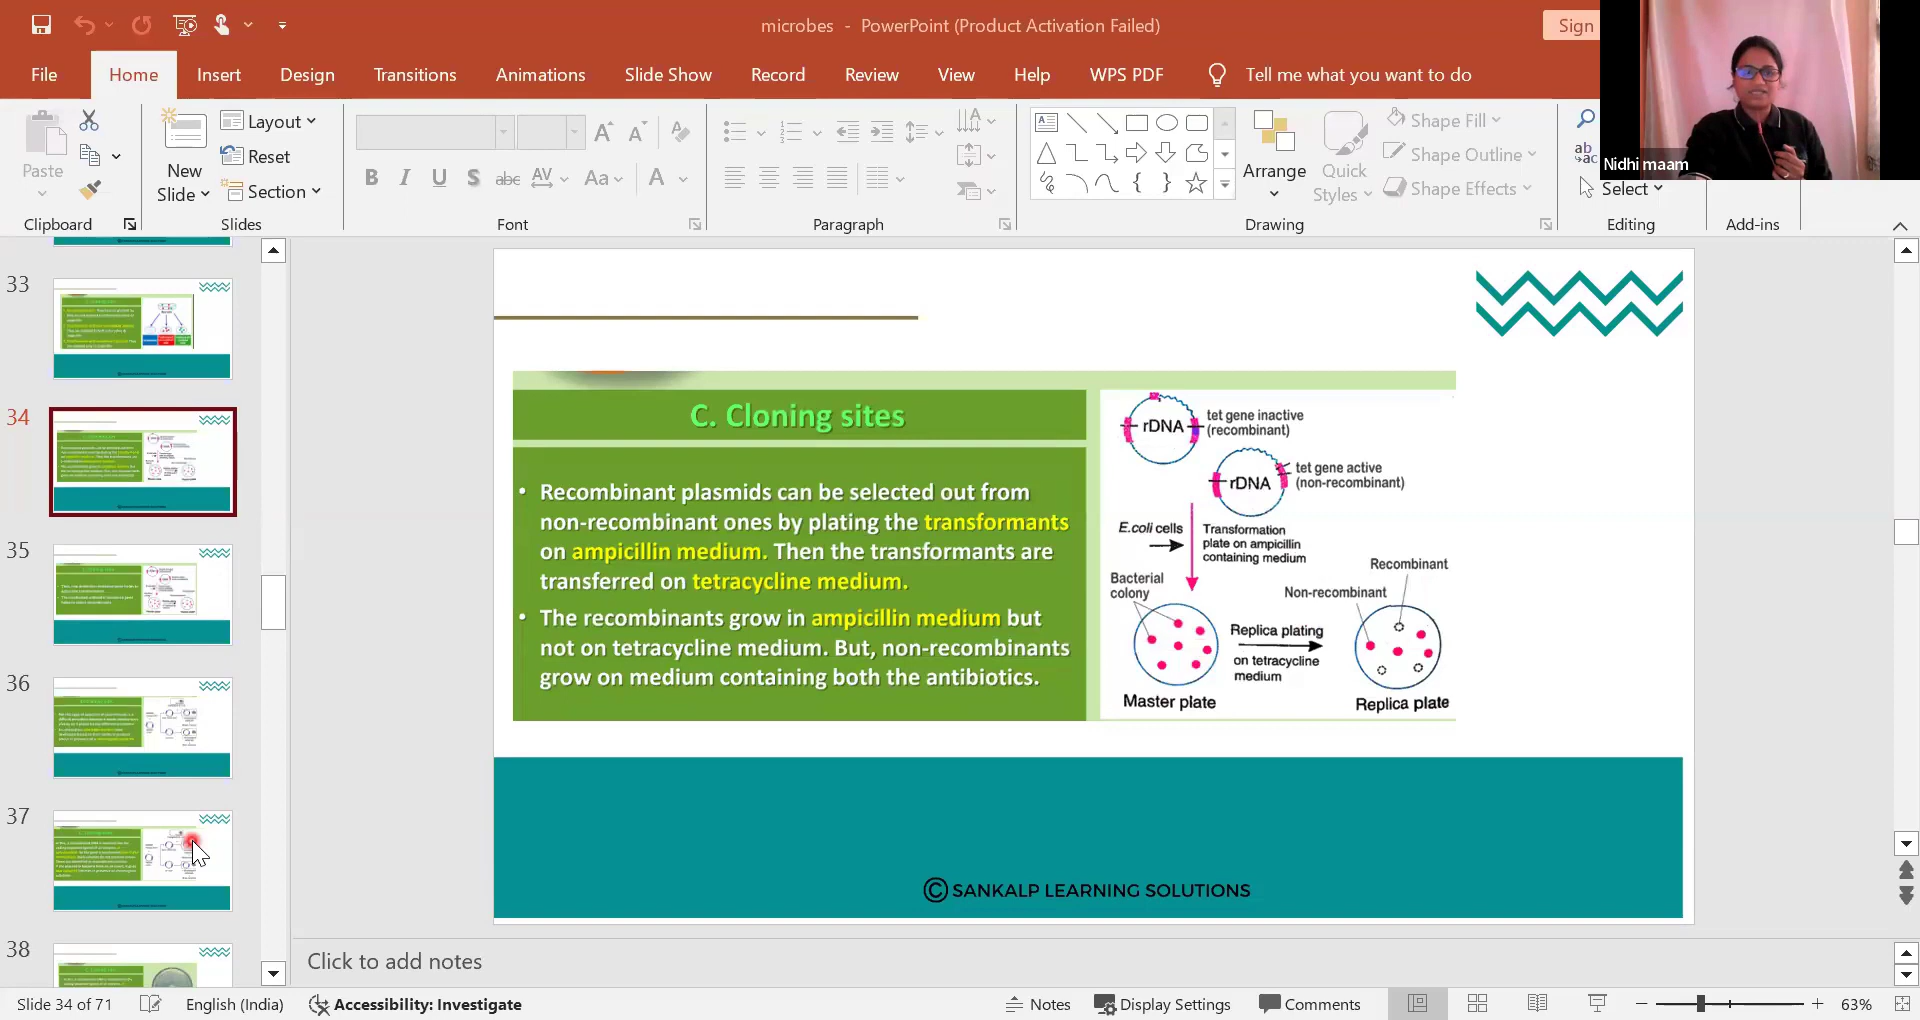 microbes - PowerPoint (Product Activation Failed)
Sign
File
Home
Insert
Design
Transitions
Animations
Slide Show
Record
Review
View
Help
WPS PDF
Tell me what you want to do
Nidhi maam
Paste
New
Slide
Layout
Reset
Section
B I U S abc AV Aa A
Arrange
Quick
Styles
Shape Fill
Shape Outline
Shape Effects
Select
Clipboard
Slides
Font
Paragraph
Drawing
Editing
Add-ins
33
34
35
36
37
38
C. Cloning sites
• Recombinant plasmids can be selected out from
non-recombinant ones by plating the transformants
on ampicillin medium. Then the transformants are
transferred on tetracycline medium.
• The recombinants grow in ampicillin medium but
not on tetracycline medium. But, non-recombinants
grow on medium containing both the antibiotics.
rDNA
tet gene inactive
(recombinant)
rDNA
tet gene active
(non-recombinant)
E.coli cells
Transformation
plate on ampicillin
containing medium
Bacterial
colony
Recombinant
Non-recombinant
Replica plating
on tetracycline
medium
Master plate
Replica plate
© SANKALP LEARNING SOLUTIONS
Click to add notes
Slide 34 of 71
English (India)
Accessibility: Investigate
Notes
Display Settings
Comments
63%